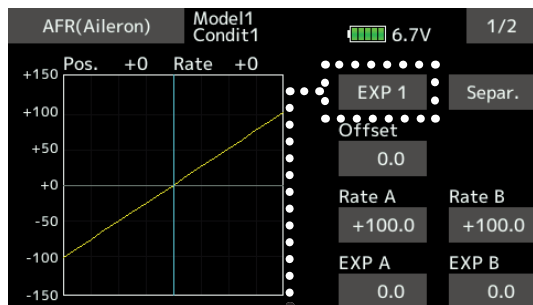 AFR(Aileron)
Model1
Condit1
6.7V
1/2
Pos. +0 Rate +0
+150
+100
+50
+0
-50
-100
-150
EXP 1
Separ.
Offset
0.0
Rate A
Rate B
+100.0
+100.0
EXP A
EXP B
0.0
0.0